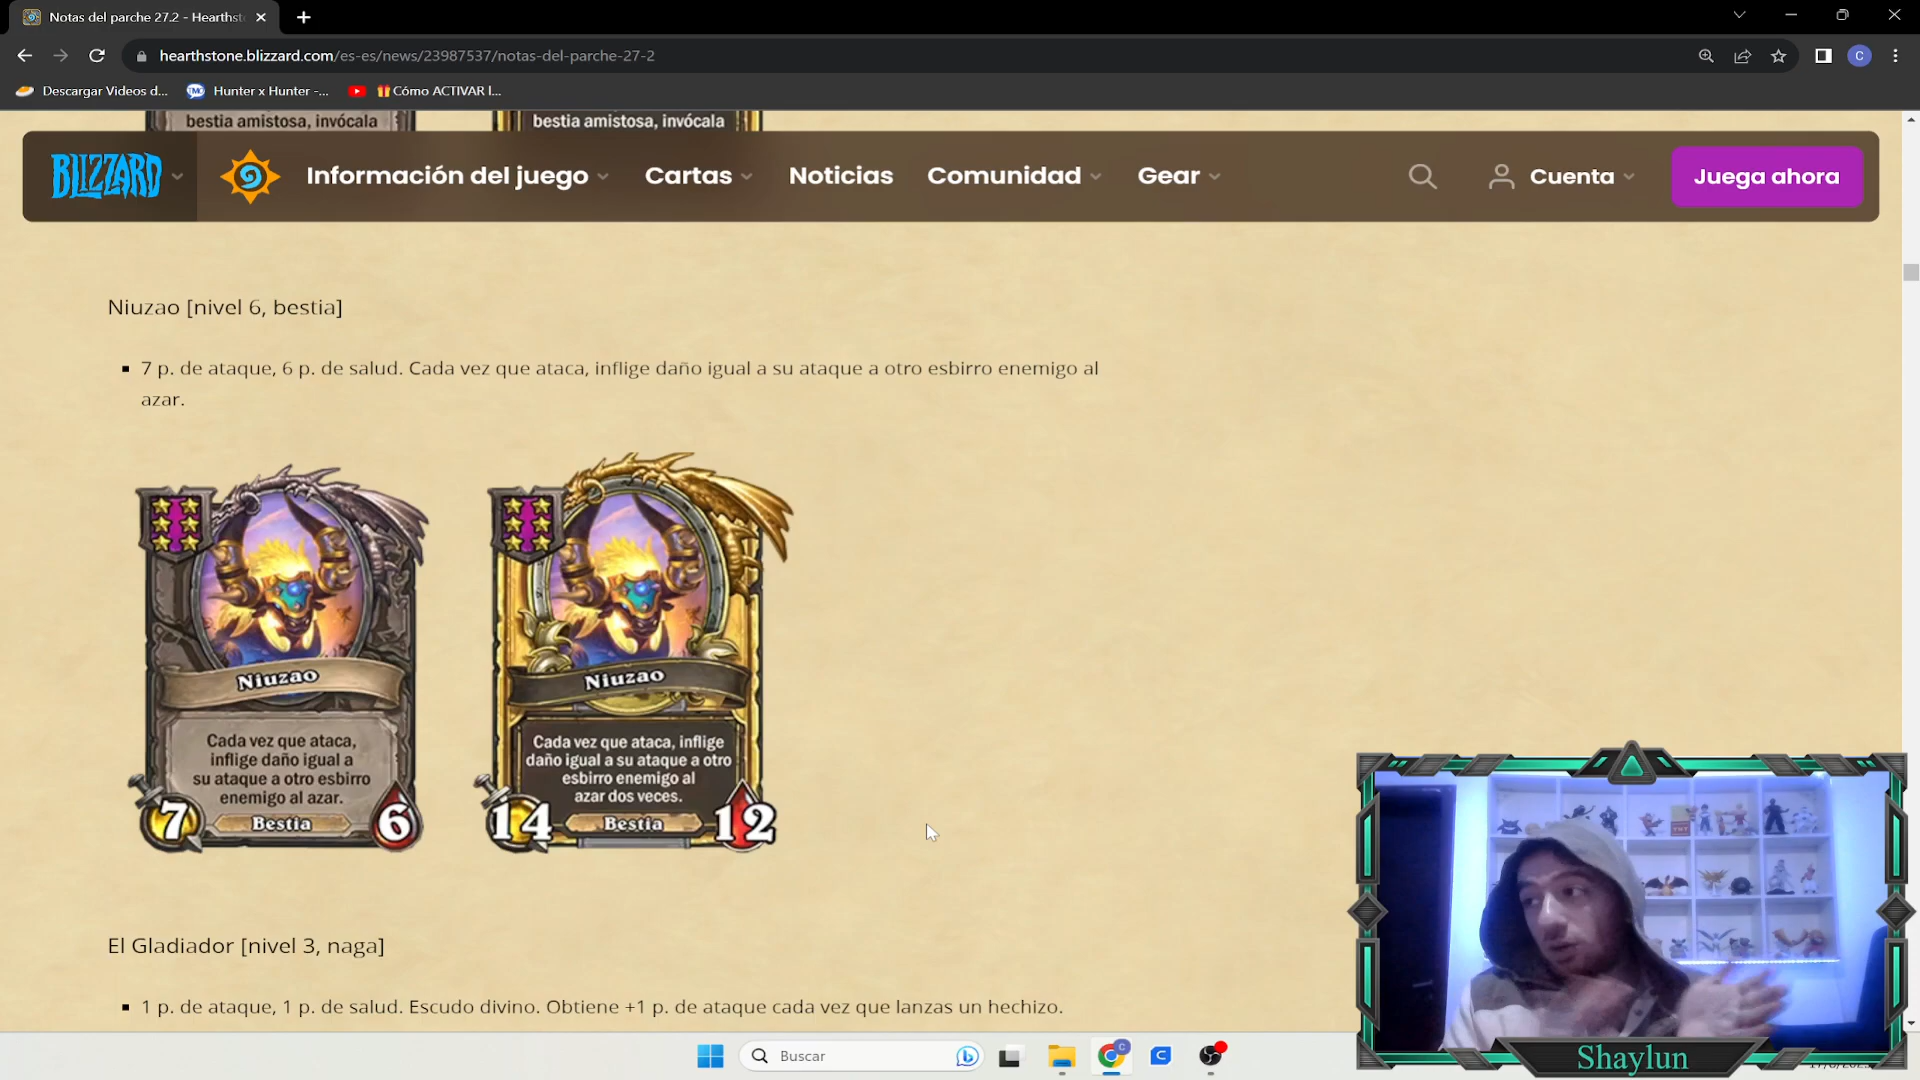 Notas del parche 27.2 - Hearthst
hearthstone.blizzard.com/es-es/news/23987537/notas-del-parche-27-2
C
Descargar Videos d...
Hunter x Hunter -...
Cómo ACTIVAR l...
bestia amistosa, invócala
bestia amistosa, invócala
BLIZZARD
Información del juego
Cartas
Noticias
Comunidad
Gear
Cuenta
Juega ahora
Niuzao [nivel 6, bestia]
7 p. de ataque, 6 p. de salud. Cada vez que ataca, inflige daño igual a su ataque a otro esbirro enemigo al
azar.
Niuzao
Cada vez que ataca,
inflige daño igual a
su ataque a otro esbirro
enemigo al azar.
7
Bestia
6
Niuzao
Cada vez que ataca, inflige
daño igual a su ataque a otro
esbirro enemigo al
azar dos veces.
14
Bestia
12
El Gladiador [nivel 3, naga]
1 p. de ataque, 1 p. de salud. Escudo divino. Obtiene +1 p. de ataque cada vez que lanzas un hechizo.
Buscar
Shaylun